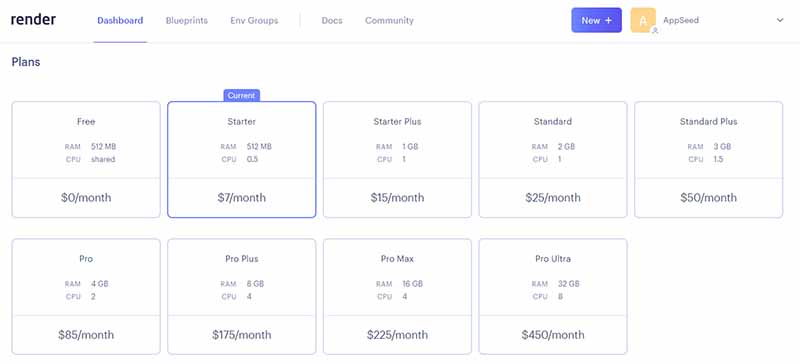 render Dashboard Blueprints Env Groups Docs Community New + A AppSeed
Plans
Current
Free
RAM 512 MB
CPU shared
$0/month
Starter
RAM 512 MB
CPU 0.5
$7/month
Starter Plus
RAM 1 GB
CPU 1
$15/month
Standard
RAM 2 GB
CPU 1
$25/month
Standard Plus
RAM 3 GB
CPU 1.5
$50/month
Pro
RAM 4 GB
CPU 2
$85/month
Pro Plus
RAM 8 GB
CPU 4
$175/month
Pro Max
RAM 16 GB
CPU 4
$225/month
Pro Ultra
RAM 32 GB
CPU 8
$450/month